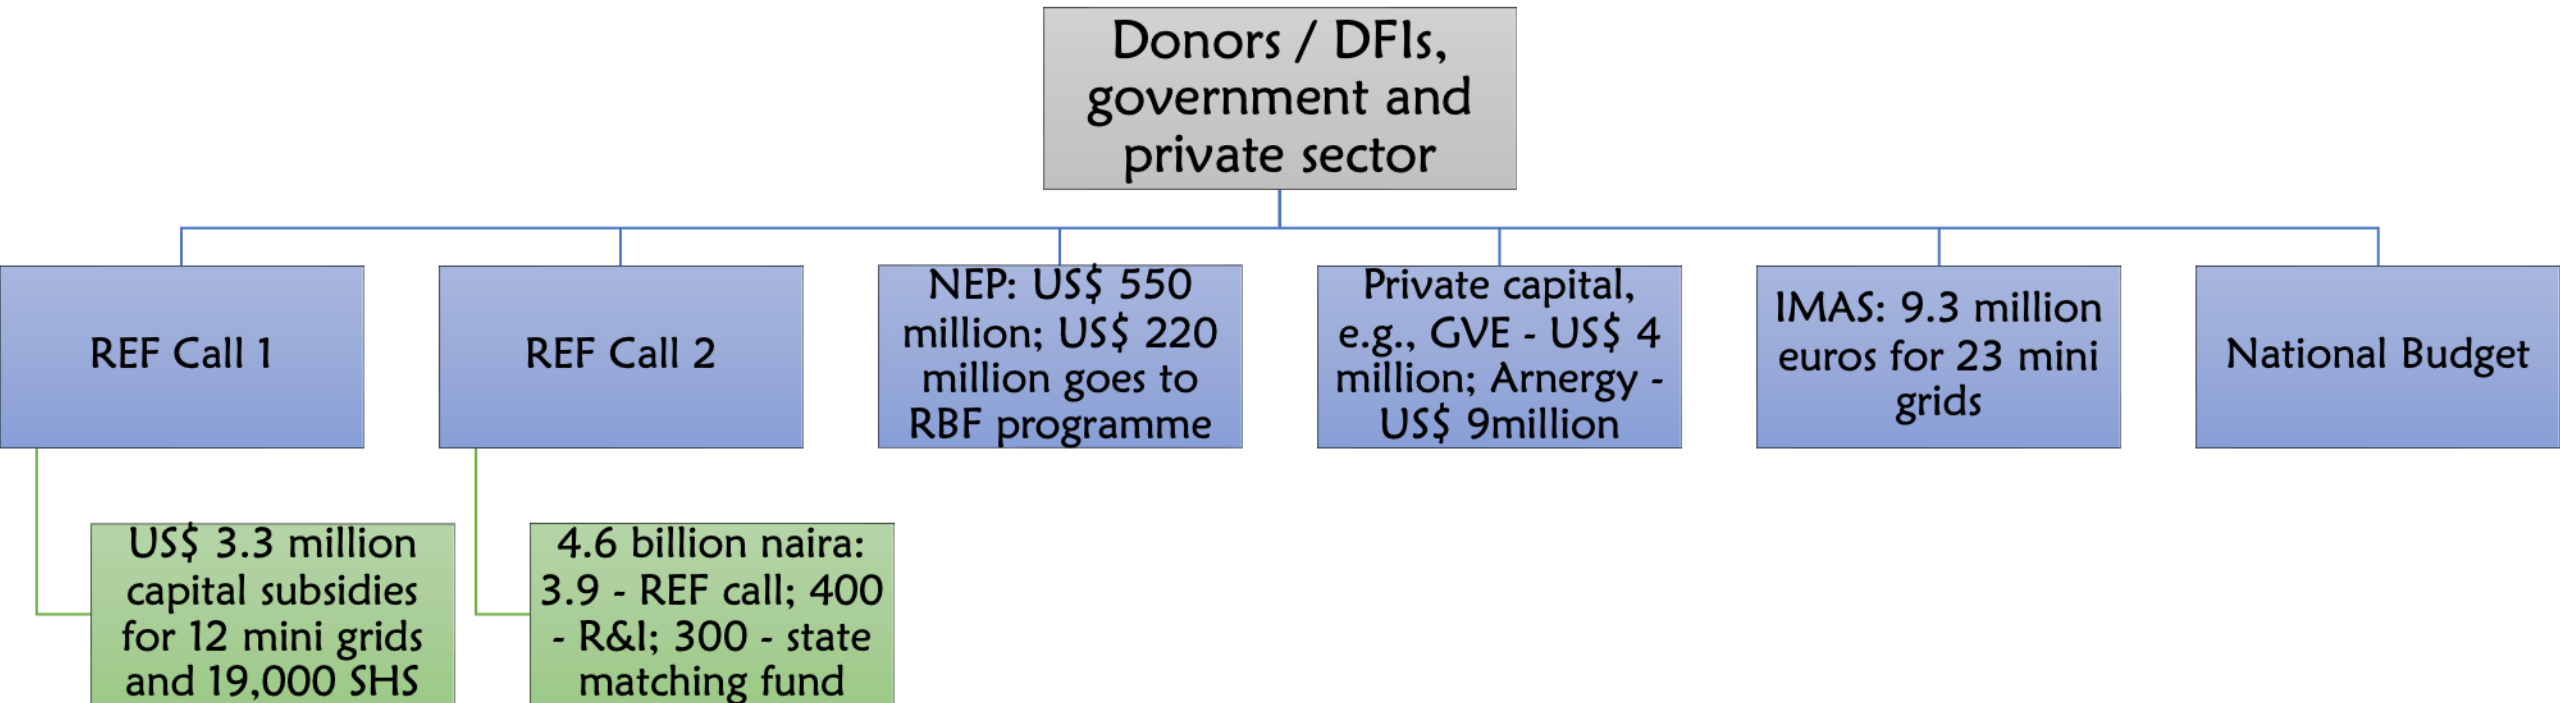 Donors / DFIs,
government and
private sector
REF Call 1
REF Call 2
NEP: US$ 550
million; US$ 220
million goes to
RBF programme
Private capital,
e.g., GVE - US$ 4
million; Arnergy -
US$ 9million
IMAS: 9.3 million
euros for 23 mini
grids
National Budget
US$ 3.3 million
capital subsidies
for 12 mini grids
and 19,000 SHS
4.6 billion naira:
3.9 - REF call; 400
- R&I; 300 - state
matching fund